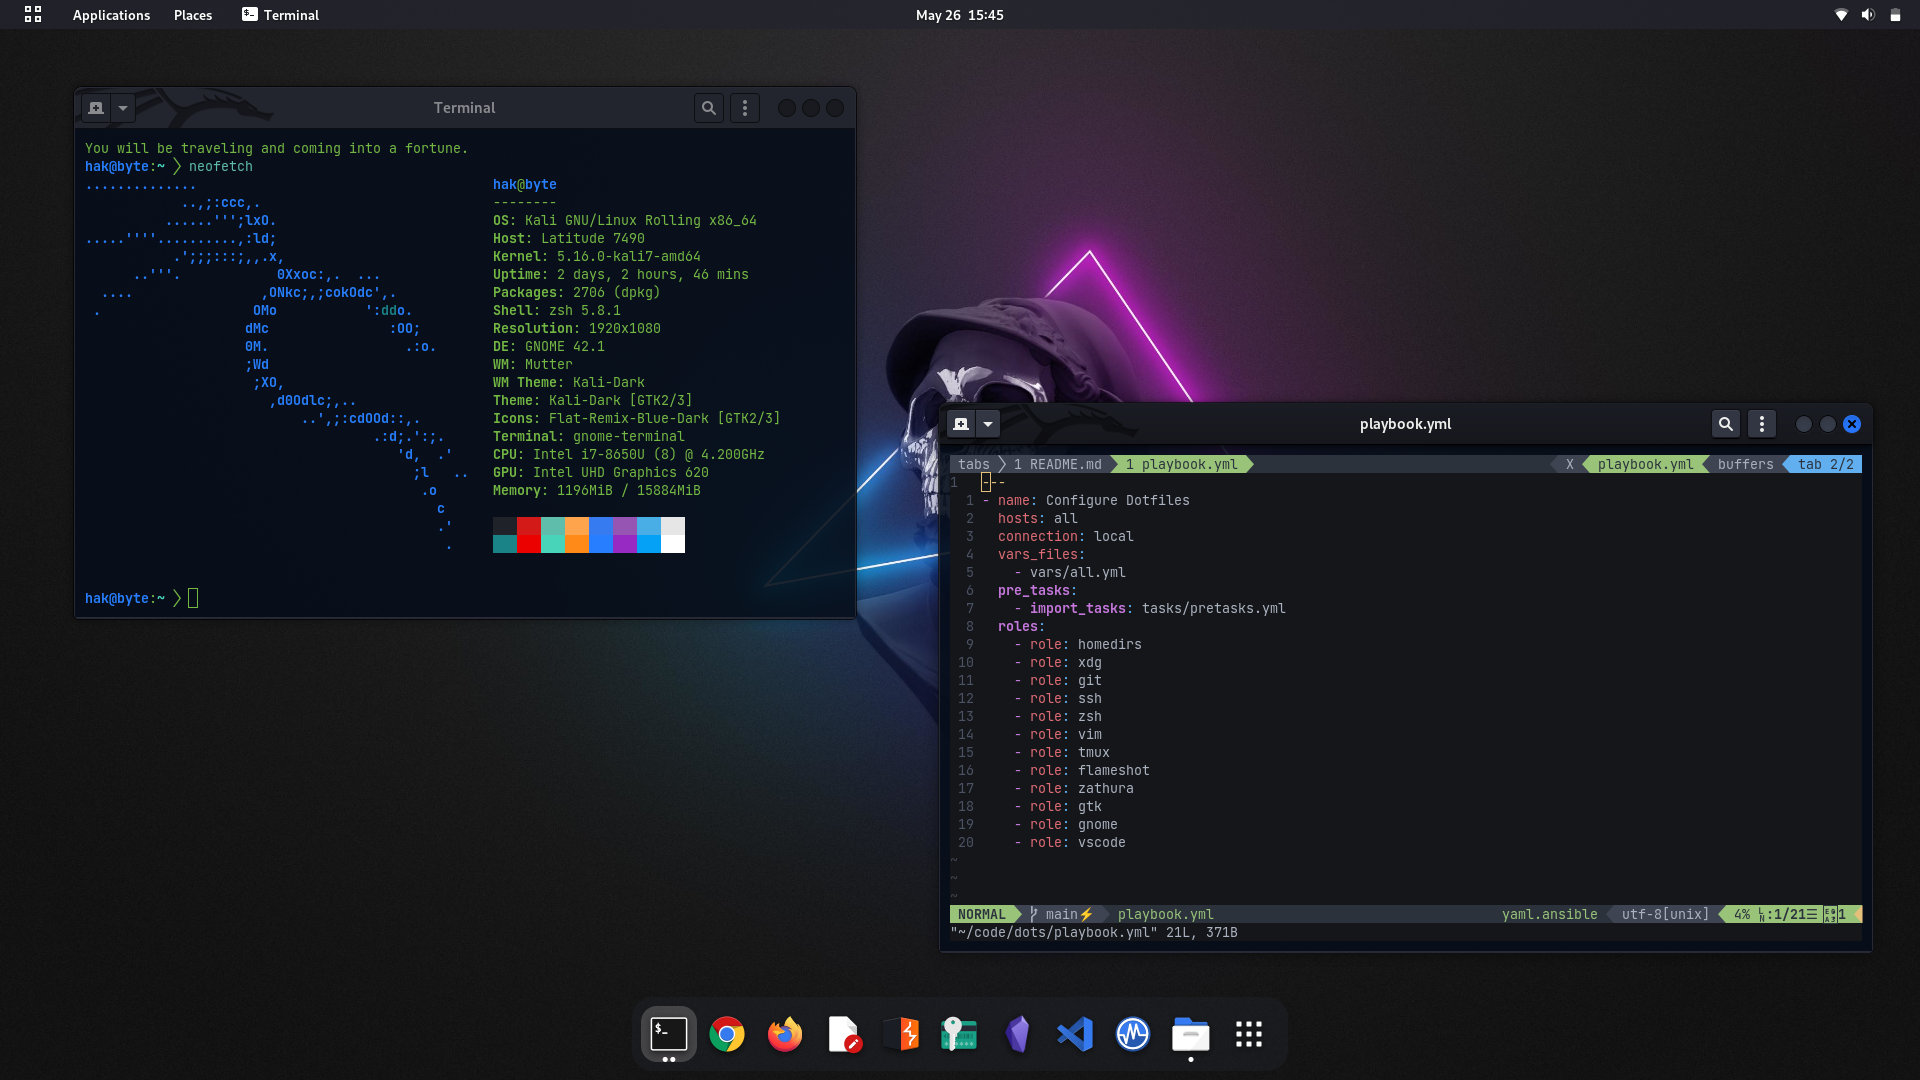 Applications Places Terminal May 26 15:45
Terminal
You will be traveling and coming into a fortune.
hak@byte:~ neofetch
.............. hak@byte
..,;:ccc,. --------
......''';lxO. OS: Kali GNU/Linux Rolling x86_64
.....''''..........,:ld; Host: Latitude 7490
.';;;:::;,,.x, Kernel: 5.16.0-kali7-amd64
..'''. 0Xxoc:,. ... Uptime: 2 days, 2 hours, 46 mins
.... ,ONkc;,;cokOdc',. Packages: 2706 (dpkg)
. OMo ':ddo. Shell: zsh 5.8.1
dMc :OO; Resolution: 1920x1080
0M. .:o. DE: GNOME 42.1
;Wd WM: Mutter
;XO, WM Theme: Kali-Dark
,d0Odlc;,.. Theme: Kali-Dark [GTK2/3]
..',;:cdOOd::,. Icons: Flat-Remix-Blue-Dark [GTK2/3]
.:d;.':;. Terminal: gnome-terminal
'd, .' CPU: Intel i7-8650U (8) @ 4.200GHz
;l .. GPU: Intel UHD Graphics 620
.o Memory: 1196MiB / 15884MiB
c
.'
.
hak@byte:~
playbook.yml
tabs 1 README.md 1 playbook.yml X playbook.yml buffers tab 2/2
1 ---
1 - name: Configure Dotfiles
2 hosts: all
3 connection: local
4 vars_files:
5 - vars/all.yml
6 pre_tasks:
7 - import_tasks: tasks/pretasks.yml
8 roles:
9 - role: homedirs
10 - role: xdg
11 - role: git
12 - role: ssh
13 - role: zsh
14 - role: vim
15 - role: tmux
16 - role: flameshot
17 - role: zathura
18 - role: gtk
19 - role: gnome
20 - role: vscode
~
~
~
NORMAL main⚡ playbook.yml yaml.ansible utf-8[unix] 4% LN:1/21☰ 1
"~/code/dots/playbook.yml" 21L, 371B
$_